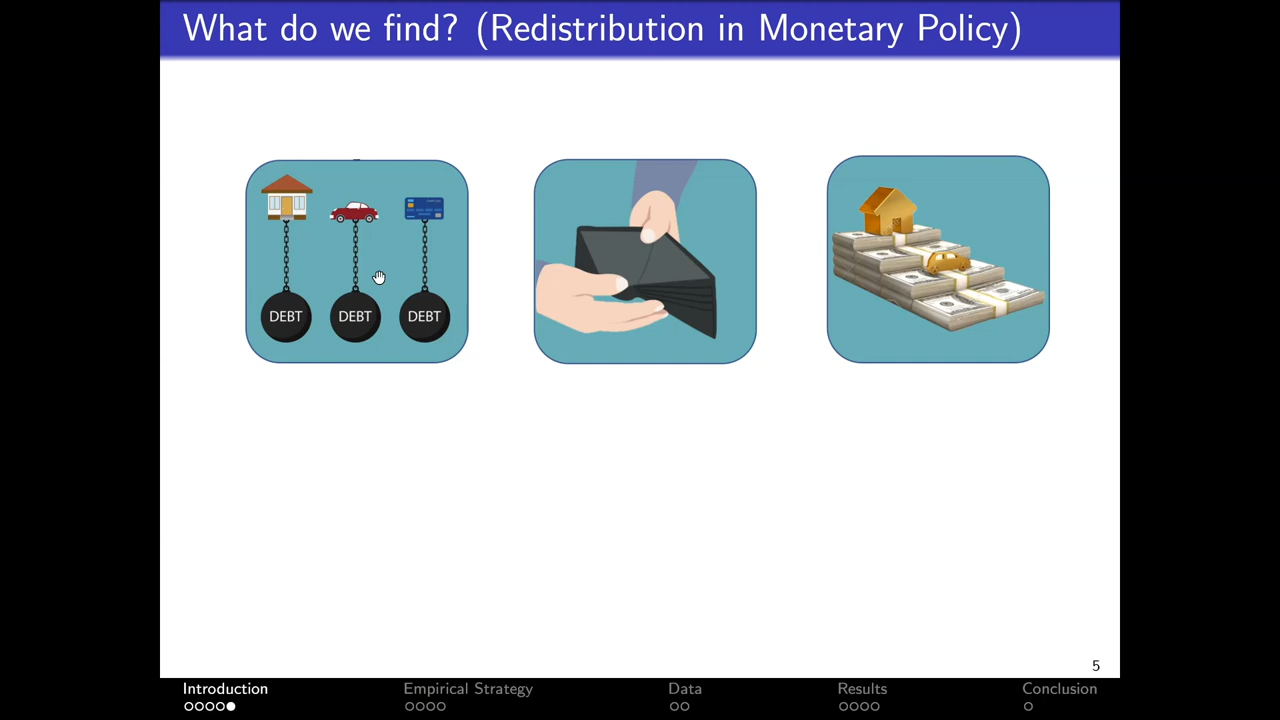 What do we find? (Redistribution in Monetary Policy)
DEBT DEBT DEBT
5
Introduction Empirical Strategy Data Results Conclusion